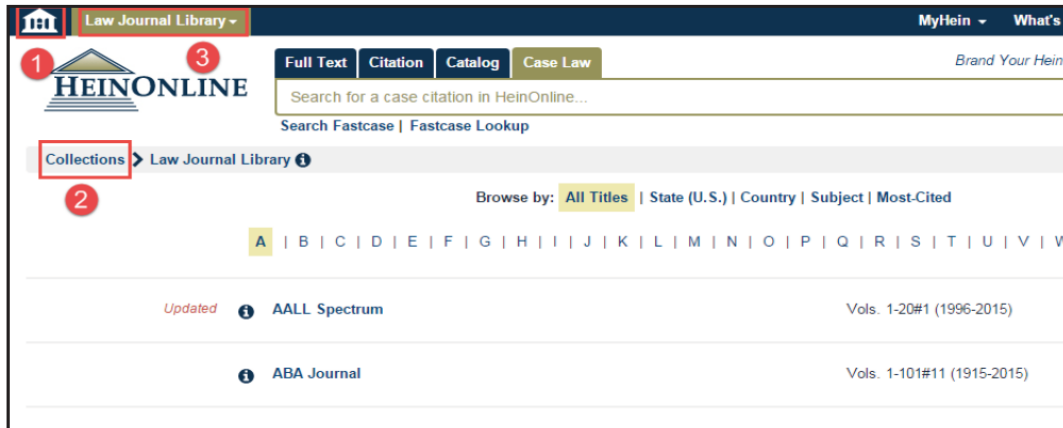 Law Journal Library MyHein What's
1 3
Full Text Citation Catalog Case Law Brand Your Hein
HEINONLINE
Search for a case citation in HeinOnline...
Search Fastcase | Fastcase Lookup
Collections > Law Journal Library
2
Browse by: All Titles | State (U.S.) | Country | Subject | Most-Cited
A | B | C | D | E | F | G | H | I | J | K | L | M | N | O | P | Q | R | S | T | U | V | W
Updated AALL Spectrum Vols. 1-20#1 (1996-2015)
ABA Journal Vols. 1-101#11 (1915-2015)